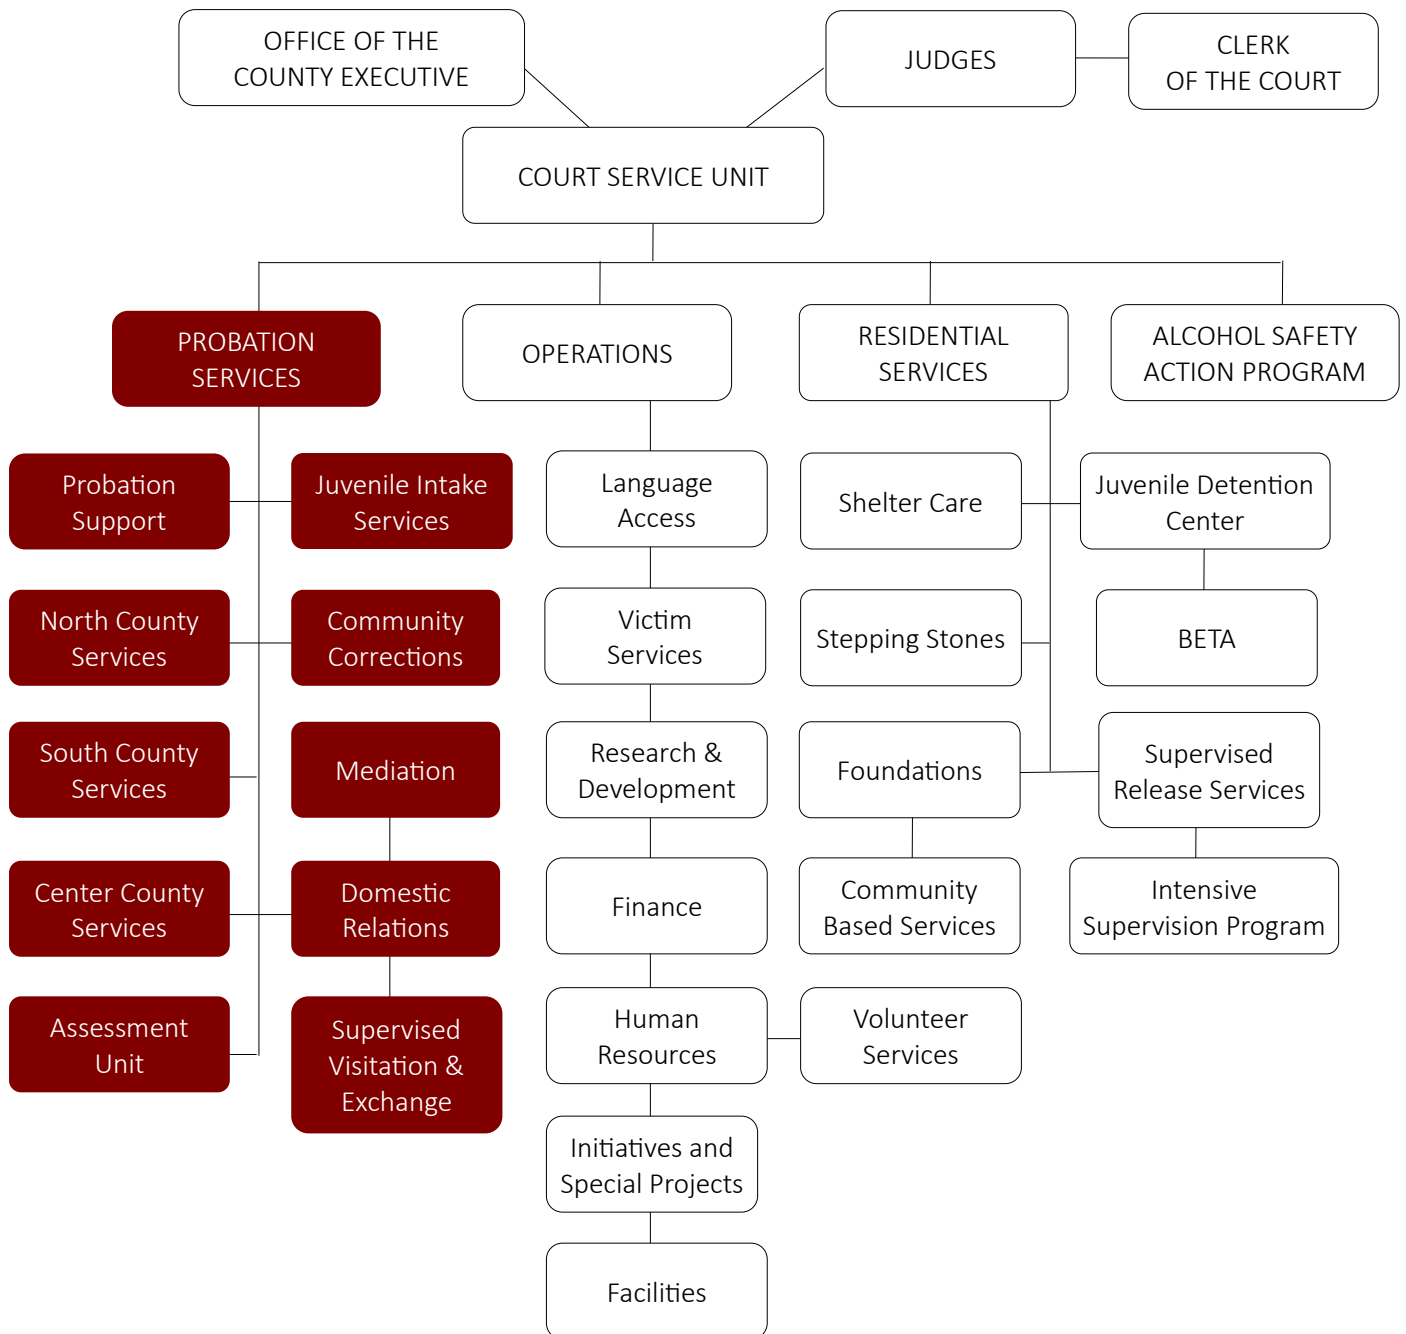 OFFICE OF THE
COUNTY EXECUTIVE
JUDGES
CLERK
OF THE COURT
COURT SERVICE UNIT
PROBATION
SERVICES
OPERATIONS
RESIDENTIAL
SERVICES
ALCOHOL SAFETY
ACTION PROGRAM
Probation
Support
Juvenile Intake
Services
Language
Access
Shelter Care
Juvenile Detention
Center
North County
Services
Community
Corrections
Victim
Services
Stepping Stones
BETA
South County
Services
Mediation
Research &
Development
Foundations
Supervised
Release Services
Center County
Services
Domestic
Relations
Finance
Community
Based Services
Intensive
Supervision Program
Assessment
Unit
Supervised
Visitation &
Exchange
Human
Resources
Volunteer
Services
Initiatives and
Special Projects
Facilities